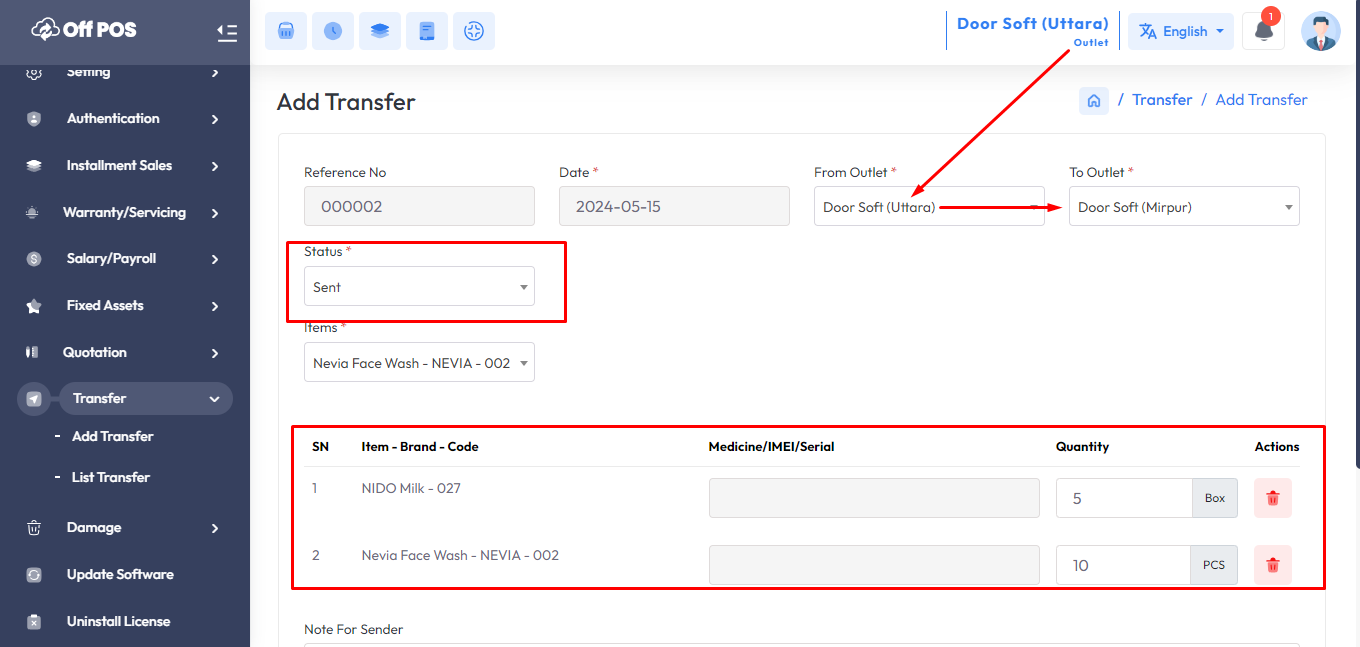 Off POS
Door Soft (Uttara)
Outlet
English
1
Setting
Authentication
Installment Sales
Warranty/Servicing
Salary/Payroll
Fixed Assets
Quotation
Transfer
- Add Transfer
- List Transfer
Damage
Update Software
Uninstall License
Add Transfer
/ Transfer / Add Transfer
Reference No
000002
Date *
2024-05-15
From Outlet *
Door Soft (Uttara)
To Outlet *
Door Soft (Mirpur)
Status *
Sent
Items *
Nevia Face Wash - NEVIA - 002
SN Item - Brand - Code Medicine/IMEI/Serial Quantity Actions
1 NIDO Milk - 027 5 Box
2 Nevia Face Wash - NEVIA - 002 10 PCS
Note For Sender